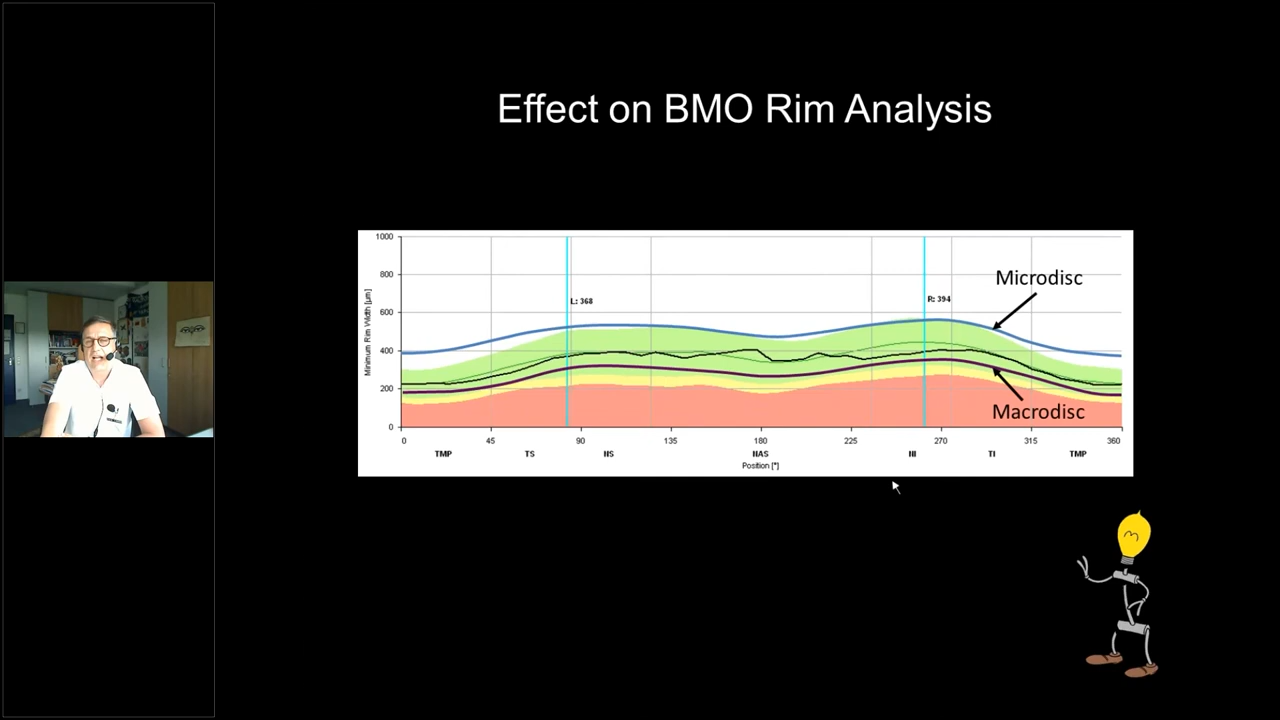 Effect on BMO Rim Analysis
1000
800
600
400
200
0
Minimum Rim Width [µm]
L: 368
R: 394
Microdisc
Macrodisc
0 45 90 135 180 225 270 315 360
TMP TS NS NAS NI TI TMP
Position [°]